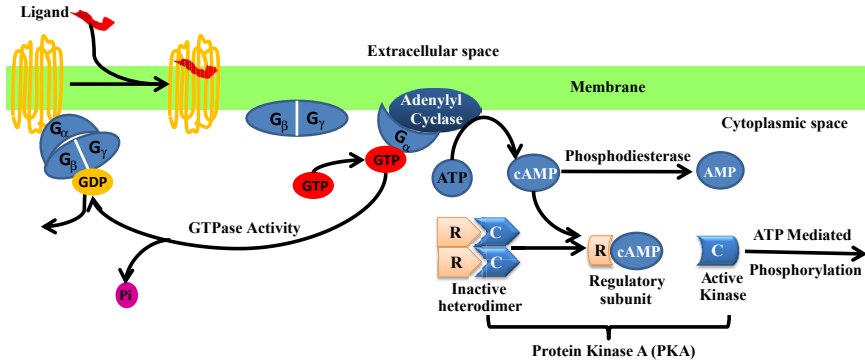 Ligand
Extracellular space
Membrane
Cytoplasmic space
Adenylyl
Cyclase
Gα
Gβ Gγ
GDP
Gβ Gγ
Gα
GTP
GTP
ATP
cAMP
Phosphodiesterase
AMP
GTPase Activity
Pi
R C
R C
Inactive
heterodimer
R cAMP
Regulatory
subunit
C
Active
Kinase
ATP Mediated
Phosphorylation
Protein Kinase A (PKA)